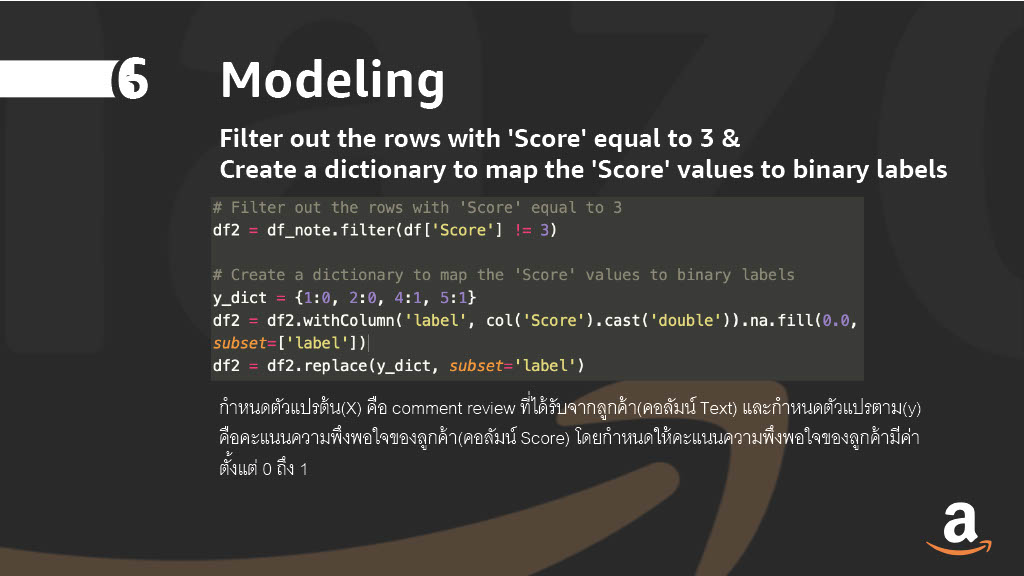 6
Modeling
Filter out the rows with 'Score' equal to 3 &
Create a dictionary to map the 'Score' values to binary labels
# Filter out the rows with 'Score' equal to 3
df2 = df_note.filter(df['Score'] != 3)
# Create a dictionary to map the 'Score' values to binary labels
y_dict = {1:0, 2:0, 4:1, 5:1}
df2 = df2.withColumn('label', col('Score').cast('double')).na.fill(0.0,
subset=['label'])
df2 = df2.replace(y_dict, subset='label')
กำหนดตัวแปรต้น(X) คือ comment review ที่ได้รับจากลูกค้า(คอลัมน์ Text) และกำหนดตัวแปรตาม(y)
คือคะแนนความพึงพอใจของลูกค้า(คอลัมน์ Score) โดยกำหนดให้คะแนนความพึงพอใจของลูกค้ามีค่า
ตั้งแต่ 0 ถึง 1
a